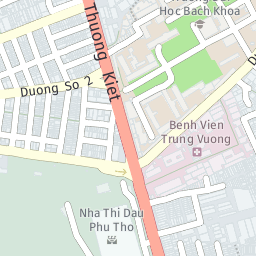 Hoc Bach Khoa
Thuong Kiet
Duong So 2
Benh Vien
Trung Vuong
Nha Thi Dau
Phu Tho